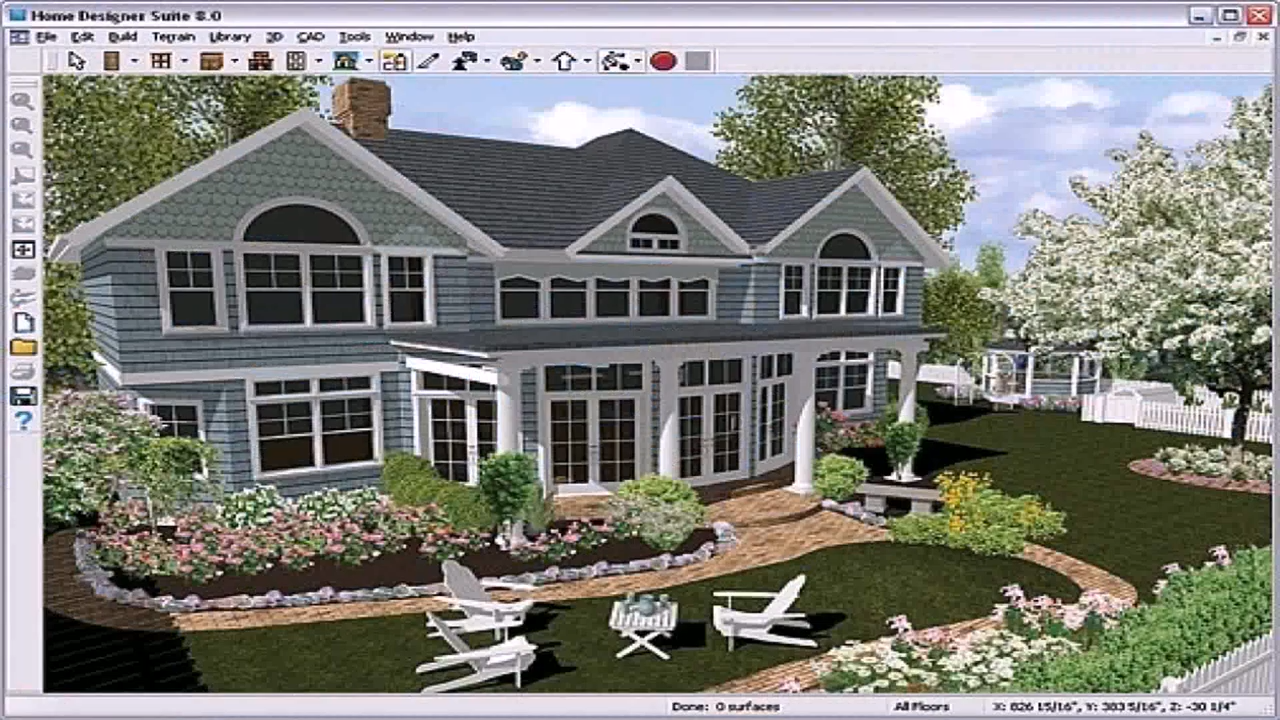 Home Designer Suite 8.0
File Edit Build Terrain Library 3D CAD Tools Window Help
Done: 0 surfaces All Floors X: 826 15/16", Y: 383 5/16", Z: -30 1/4"